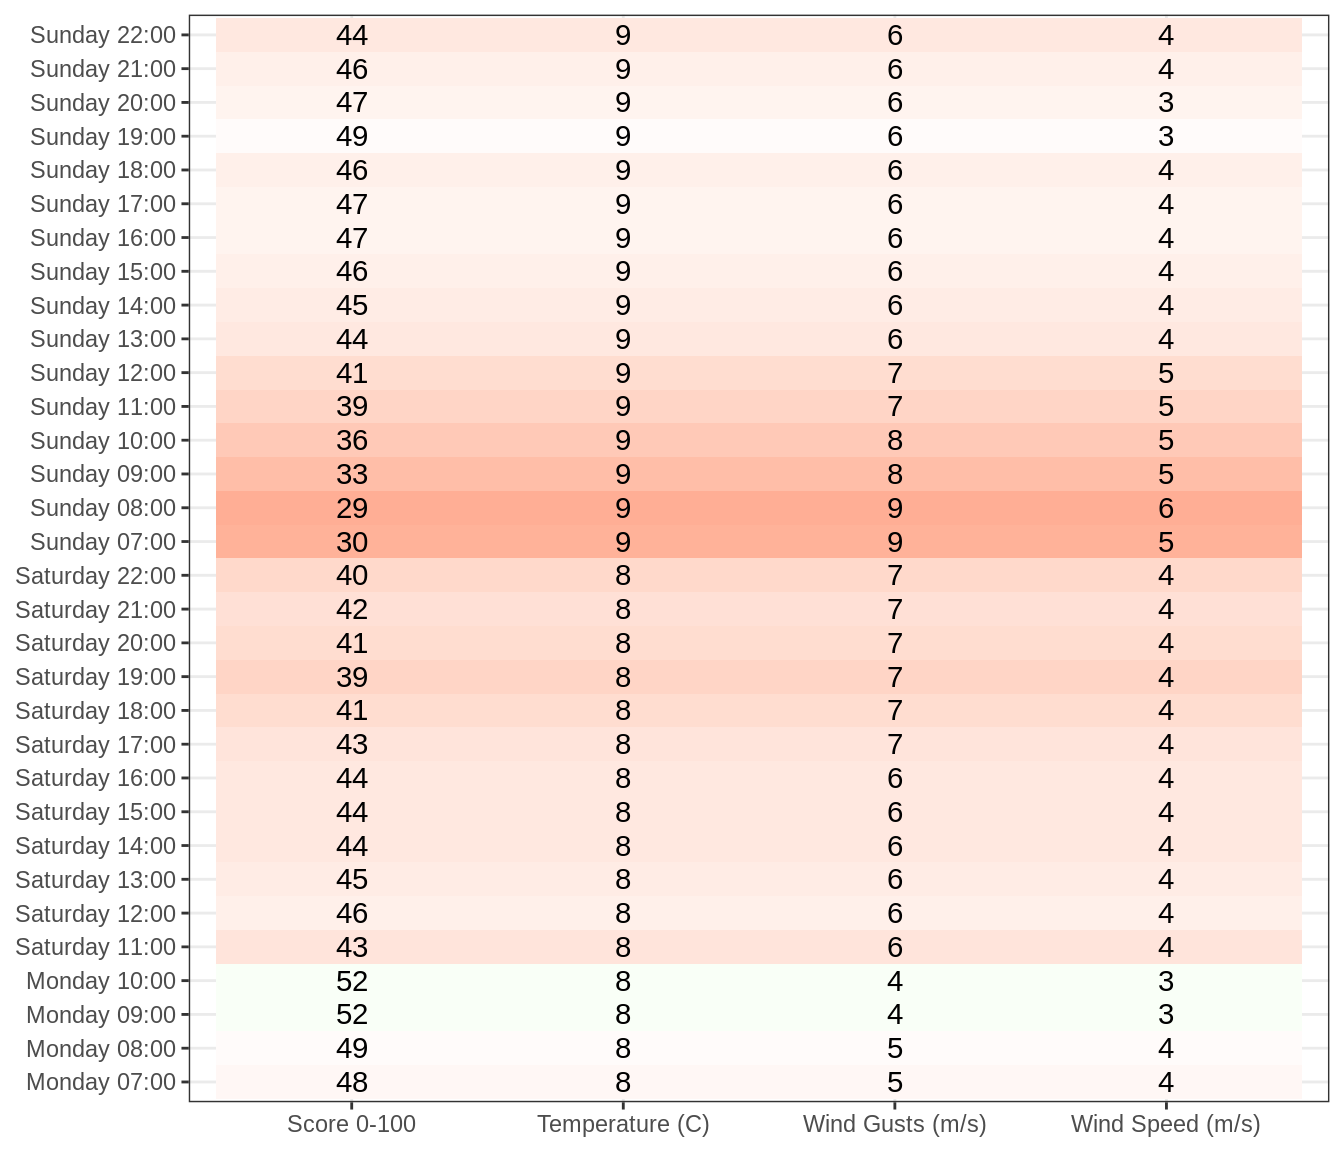 Sunday 22:00 44 9 6 4
Sunday 21:00 46 9 6 4
Sunday 20:00 47 9 6 3
Sunday 19:00 49 9 6 3
Sunday 18:00 46 9 6 4
Sunday 17:00 47 9 6 4
Sunday 16:00 47 9 6 4
Sunday 15:00 46 9 6 4
Sunday 14:00 45 9 6 4
Sunday 13:00 44 9 6 4
Sunday 12:00 41 9 7 5
Sunday 11:00 39 9 7 5
Sunday 10:00 36 9 8 5
Sunday 09:00 33 9 8 5
Sunday 08:00 29 9 9 6
Sunday 07:00 30 9 9 5
Saturday 22:00 40 8 7 4
Saturday 21:00 42 8 7 4
Saturday 20:00 41 8 7 4
Saturday 19:00 39 8 7 4
Saturday 18:00 41 8 7 4
Saturday 17:00 43 8 7 4
Saturday 16:00 44 8 6 4
Saturday 15:00 44 8 6 4
Saturday 14:00 44 8 6 4
Saturday 13:00 45 8 6 4
Saturday 12:00 46 8 6 4
Saturday 11:00 43 8 6 4
Monday 10:00 52 8 4 3
Monday 09:00 52 8 4 3
Monday 08:00 49 8 5 4
Monday 07:00 48 8 5 4
Score 0-100 Temperature (C) Wind Gusts (m/s) Wind Speed (m/s)